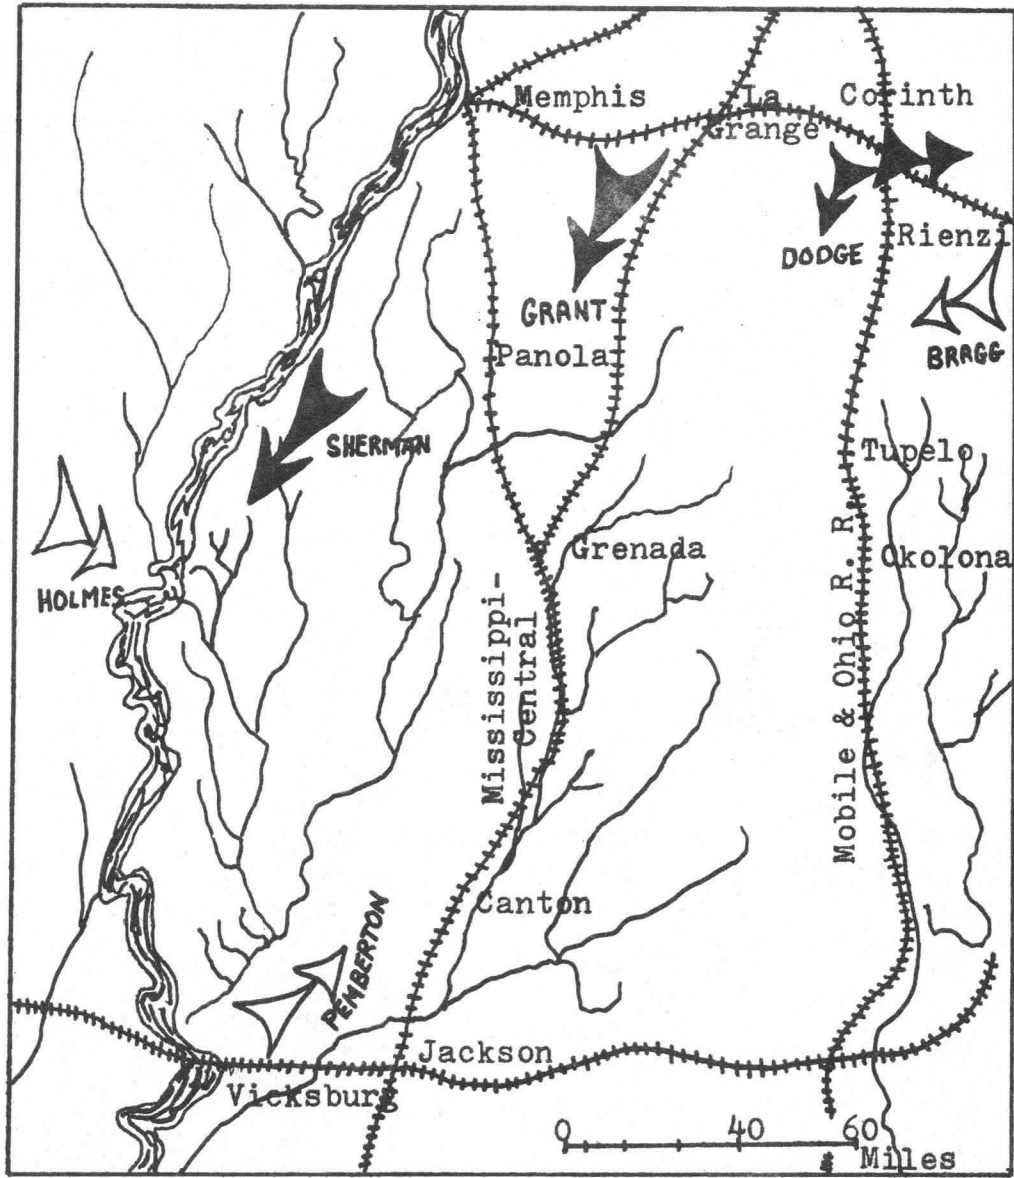 Memphis
La
Grange
Corinth
DODGE
Rienzi
GRANT
Panola
BRAGG
SHERMAN
Tupelo
HOLMES
Grenada
Okolona
Mississippi-
Central
Mobile & Ohio R. R.
Canton
PEMBERTON
Jackson
Vicksburg
0 40 60
Miles